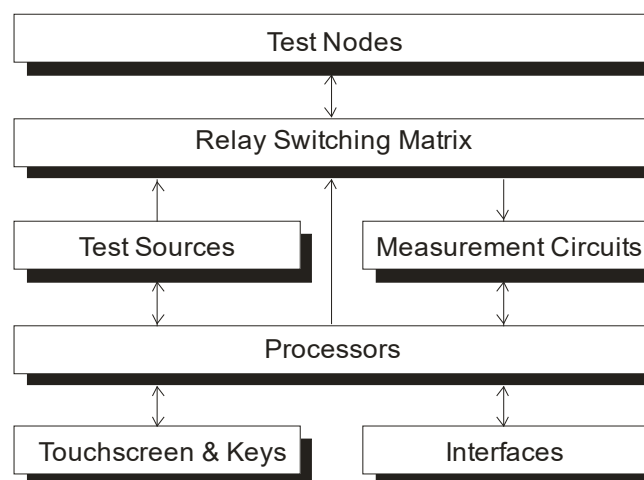 Test Nodes
Relay Switching Matrix
Test Sources
Measurement Circuits
Processors
Touchscreen & Keys
Interfaces